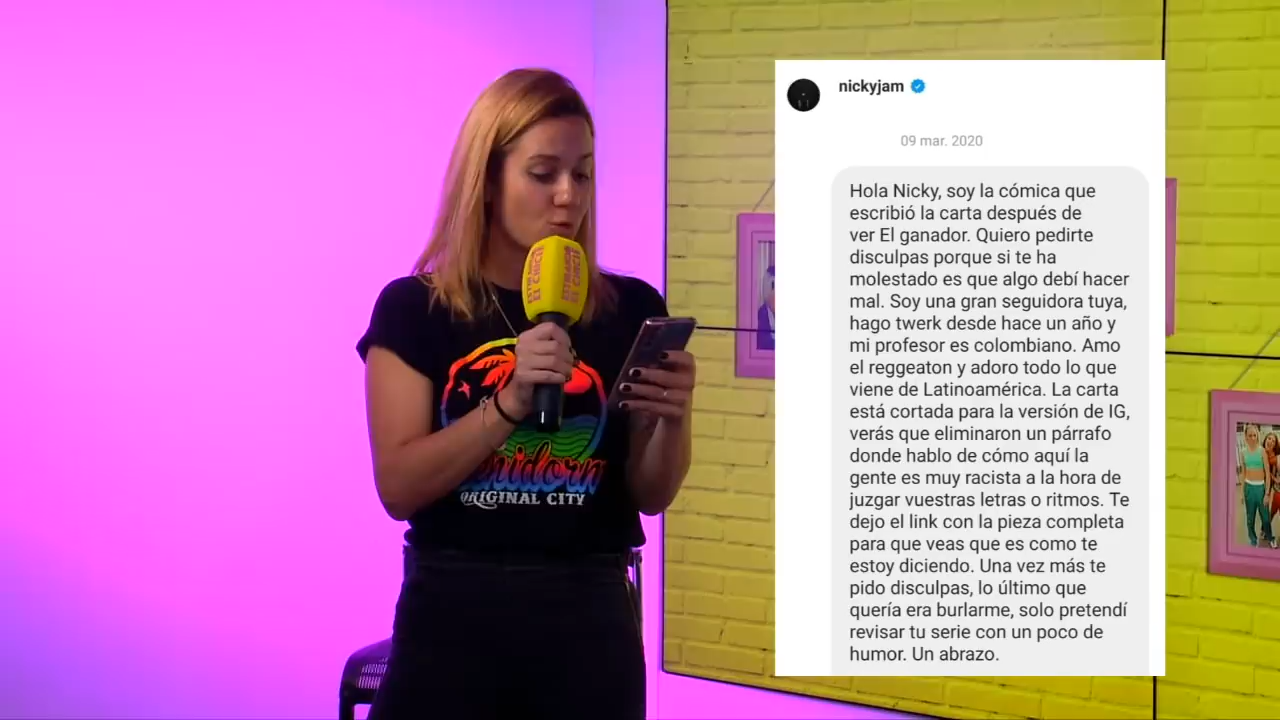 nickyjam
09 mar. 2020
Hola Nicky, soy la cómica que
escribió la carta después de
ver El ganador. Quiero pedirte
disculpas porque si te ha
molestado es que algo debí hacer
mal. Soy una gran seguidora tuya,
hago twerk desde hace un año y
mi profesor es colombiano. Amo
el reggeaton y adoro todo lo que
viene de Latinoamérica. La carta
está cortada para la versión de IG,
verás que eliminaron un párrafo
donde hablo de cómo aquí la
gente es muy racista a la hora de
juzgar vuestras letras o ritmos. Te
dejo el link con la pieza completa
para que veas que es como te
estoy diciendo. Una vez más te
pido disculpas, lo último que
quería era burlarme, solo pretendí
revisar tu serie con un poco de
humor. Un abrazo.
ESTIRANDO
EL CHICLE
ORIGINAL CITY